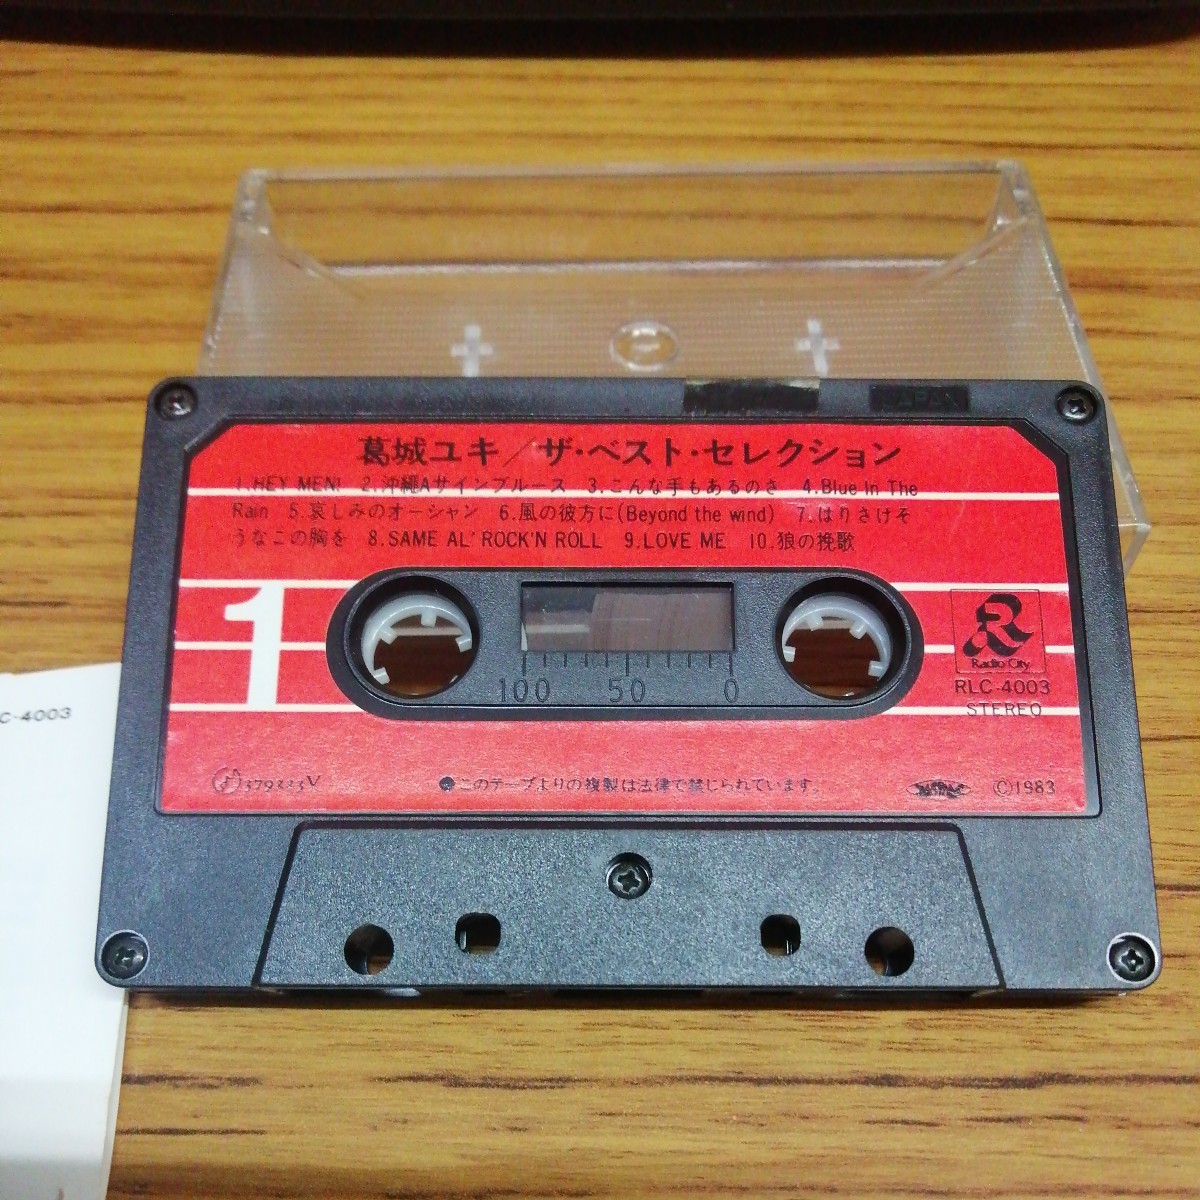 JAPAN
葛城ユキ／ザ・ベスト・セレクション
1.HEY MEN! 2.沖縄Aサインブルース 3.こんな手もあるのさ 4.Blue In The
Rain 5.哀しみのオーシャン 6.風の彼方に(Beyond the wind) 7.はりさけそ
うなこの胸を 8.SAME AL' ROCK'N ROLL 9.LOVE ME 10.狼の挽歌
1
100 50 0
R
Radio City
RLC-4003
STEREO
379223V
●このテープよりの複製は法律で禁じられています。
Ⓒ1983
C-4003